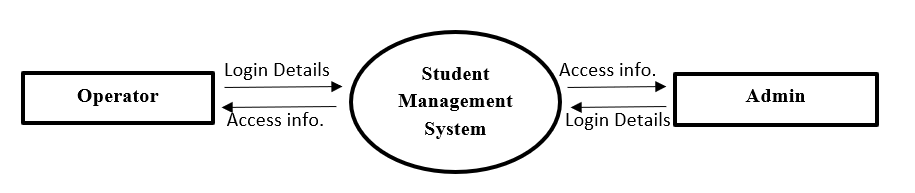 Operator
Login Details
Access info.
Student
Management
System
Access info.
Login Details
Admin